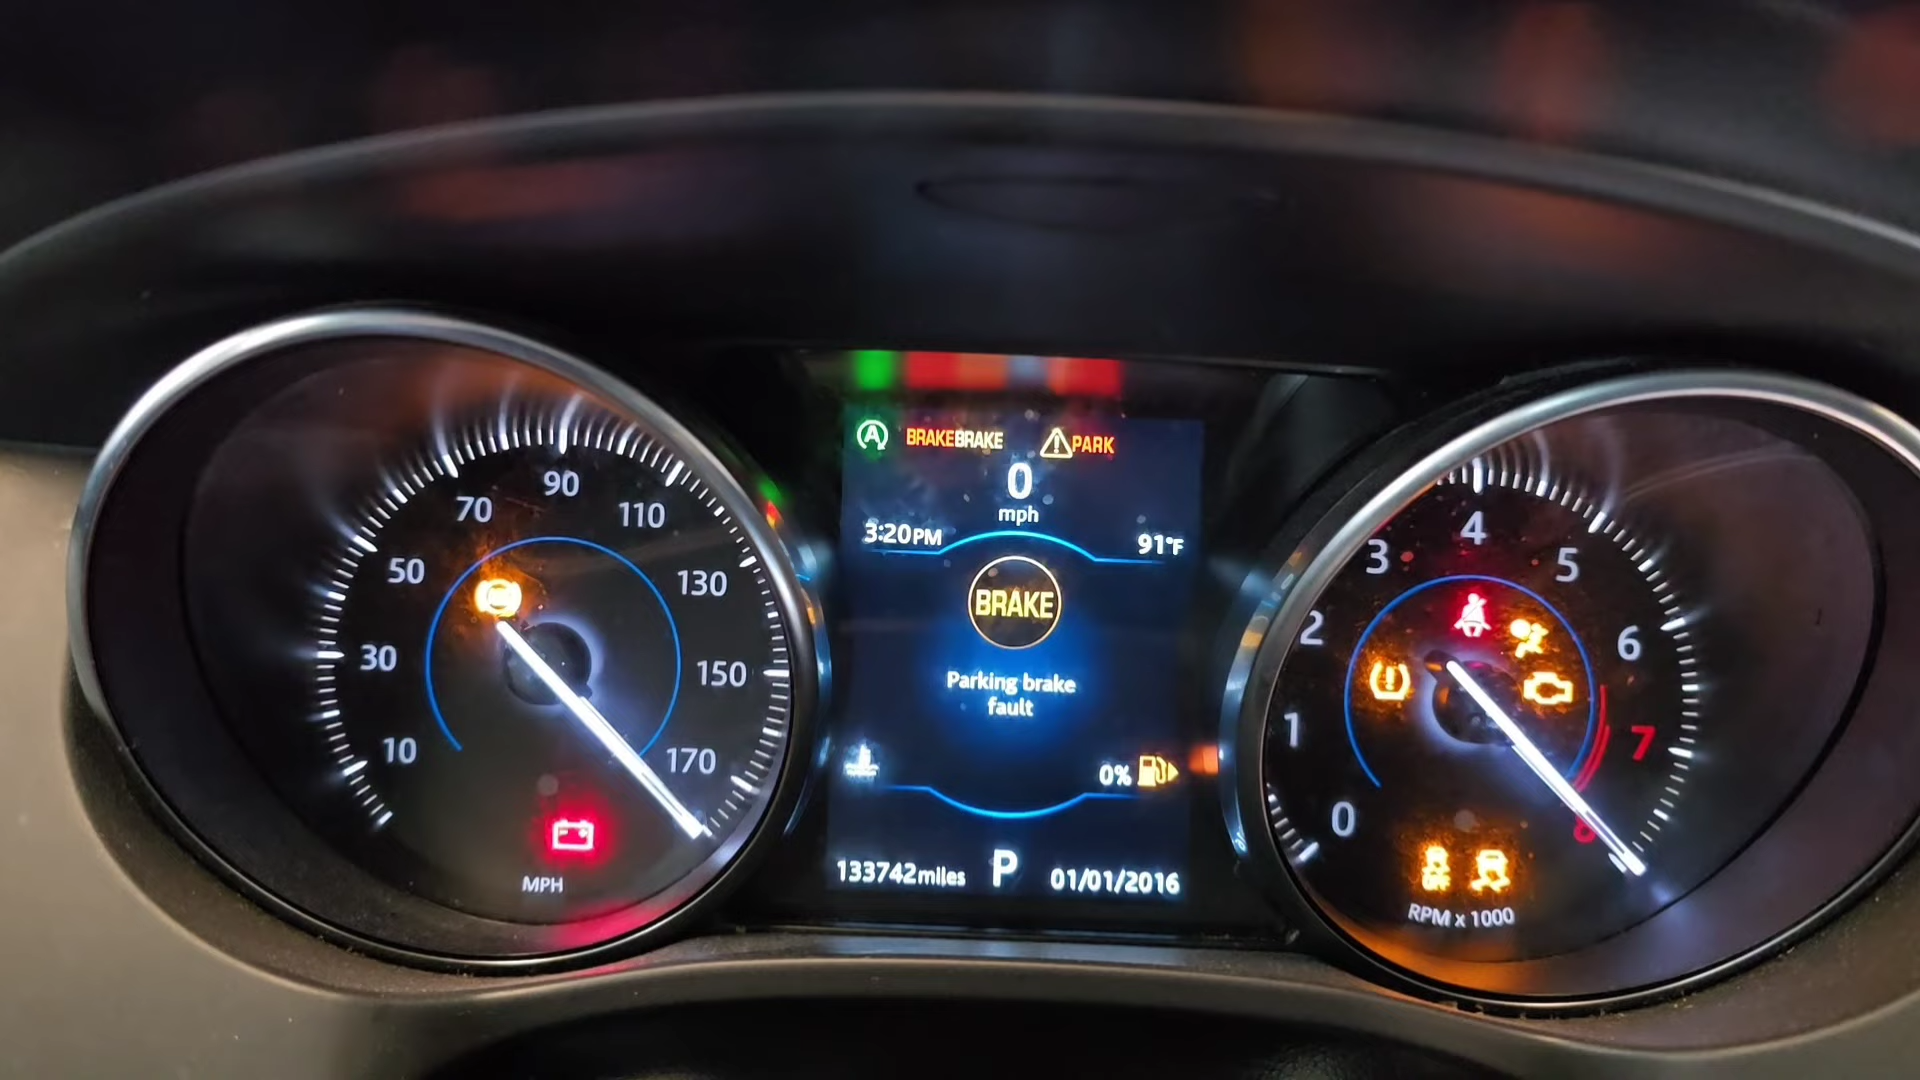 10
30
50
70
90
110
130
150
170
MPH
A
BRAKE BRAKE
PARK
0
mph
3:20PM
91°F
BRAKE
Parking brake
fault
0%
133742miles
P
01/01/2016
0
1
2
3
4
5
6
7
8
RPM x 1000